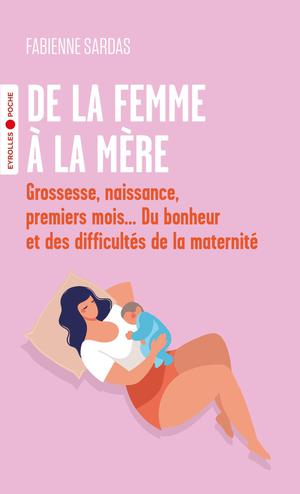 FABIENNE SARDAS
EYROLLES POCHE
DE LA FEMME
À LA MÈRE
Grossesse, naissance,
premiers mois... Du bonheur
et des difficultés de la maternité